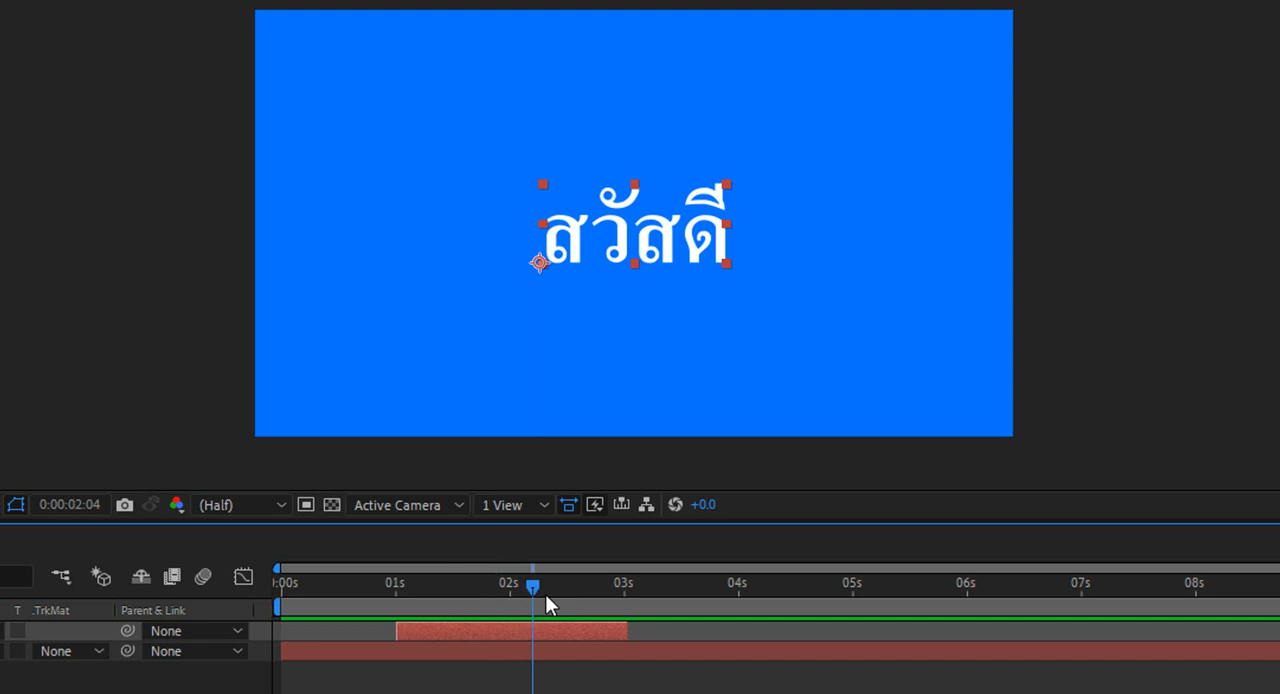 สวัสดี
0:00:02:04
(Half)
Active Camera
1 View
+0.0
:00s 01s 02s 03s 04s 05s 06s 07s 08s
T .TrkMat Parent & Link
None
None None